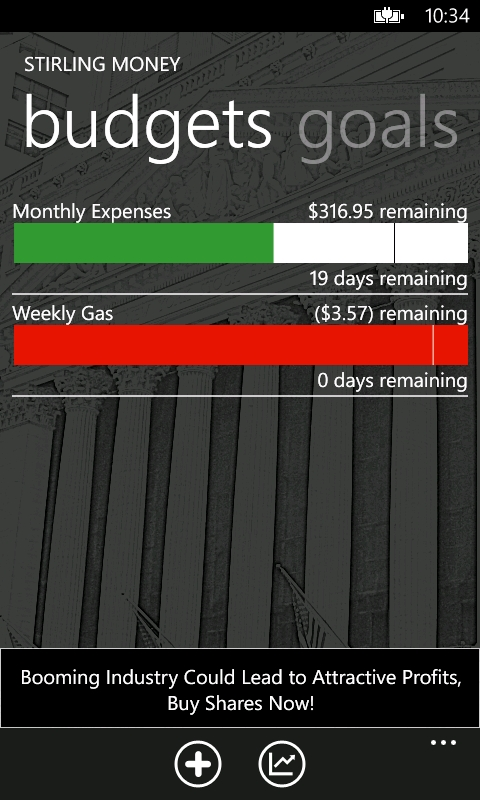 10:34
STIRLING MONEY
budgets goals
Monthly Expenses $316.95 remaining
19 days remaining
Weekly Gas ($3.57) remaining
0 days remaining
Booming Industry Could Lead to Attractive Profits,
Buy Shares Now!